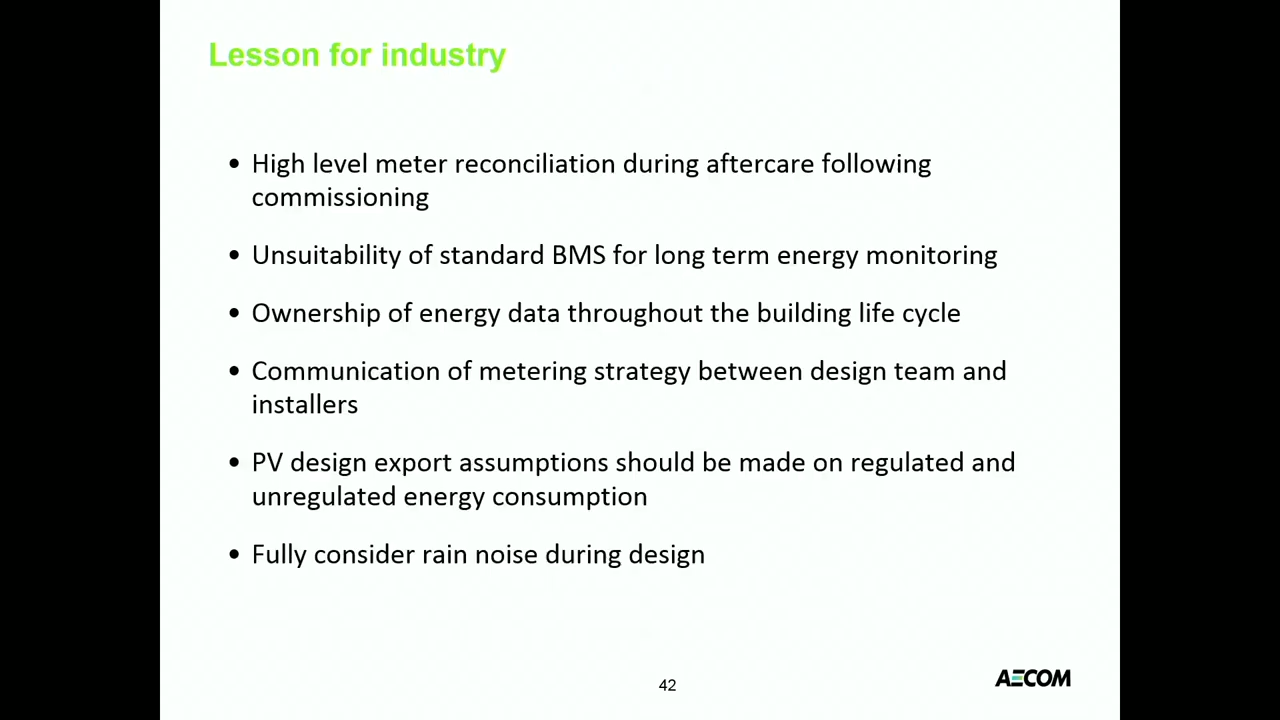 Lesson for industry
• High level meter reconciliation during aftercare following
commissioning
• Unsuitability of standard BMS for long term energy monitoring
• Ownership of energy data throughout the building life cycle
• Communication of metering strategy between design team and
installers
• PV design export assumptions should be made on regulated and
unregulated energy consumption
• Fully consider rain noise during design
42
AECOM